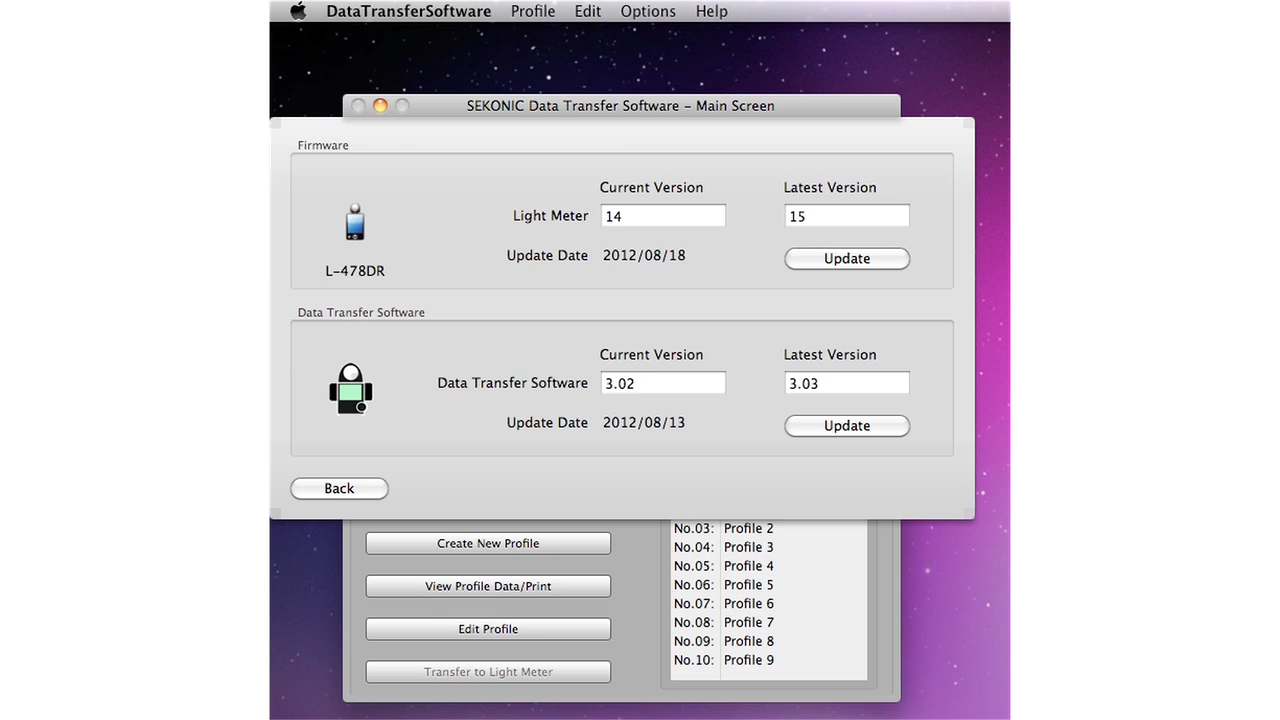 DataTransferSoftware Profile Edit Options Help
SEKONIC Data Transfer Software – Main Screen
Firmware
Current Version Latest Version
Light Meter 14 15
Update Date 2012/08/18 Update
L-478DR
Data Transfer Software
Current Version Latest Version
Data Transfer Software 3.02 3.03
Update Date 2012/08/13 Update
Back
No.03: Profile 2
Create New Profile No.04: Profile 3
No.05: Profile 4
View Profile Data/Print No.06: Profile 5
No.07: Profile 6
Edit Profile No.08: Profile 7
No.09: Profile 8
Transfer to Light Meter No.10: Profile 9